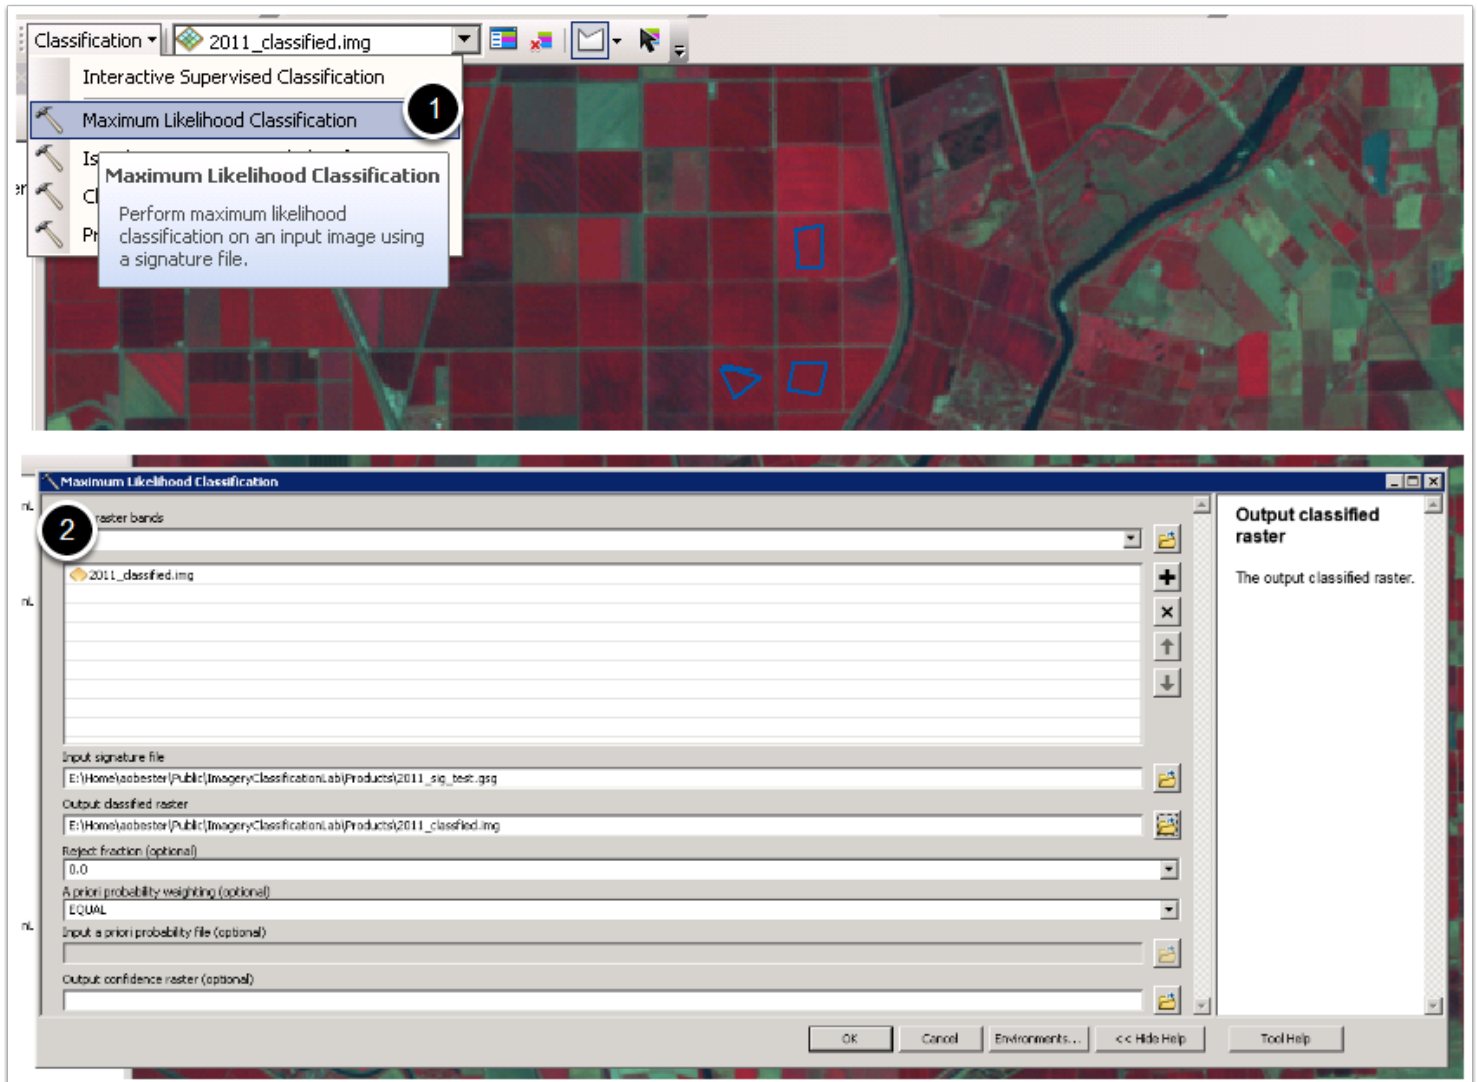 Classification
2011_classified.img
Interactive Supervised Classification
Maximum Likelihood Classification
1
Maximum Likelihood Classification
Perform maximum likelihood
classification on an input image using
a signature file.
Maximum Likelihood Classification
2
raster bands
2011_classified.img
Input signature file
E:\Home\aobester\Public\ImageryClassificationLab\Products\2011_sig_test.gsg
Output classified raster
E:\Home\aobester\Public\ImageryClassificationLab\Products\2011_classfied.img
Reject fraction (optional)
0.0
A priori probability weighting (optional)
EQUAL
Input a priori probability file (optional)
Output confidence raster (optional)
OK
Cancel
Environments...
<< Hide Help
Tool Help
Output classified
raster
The output classified raster.